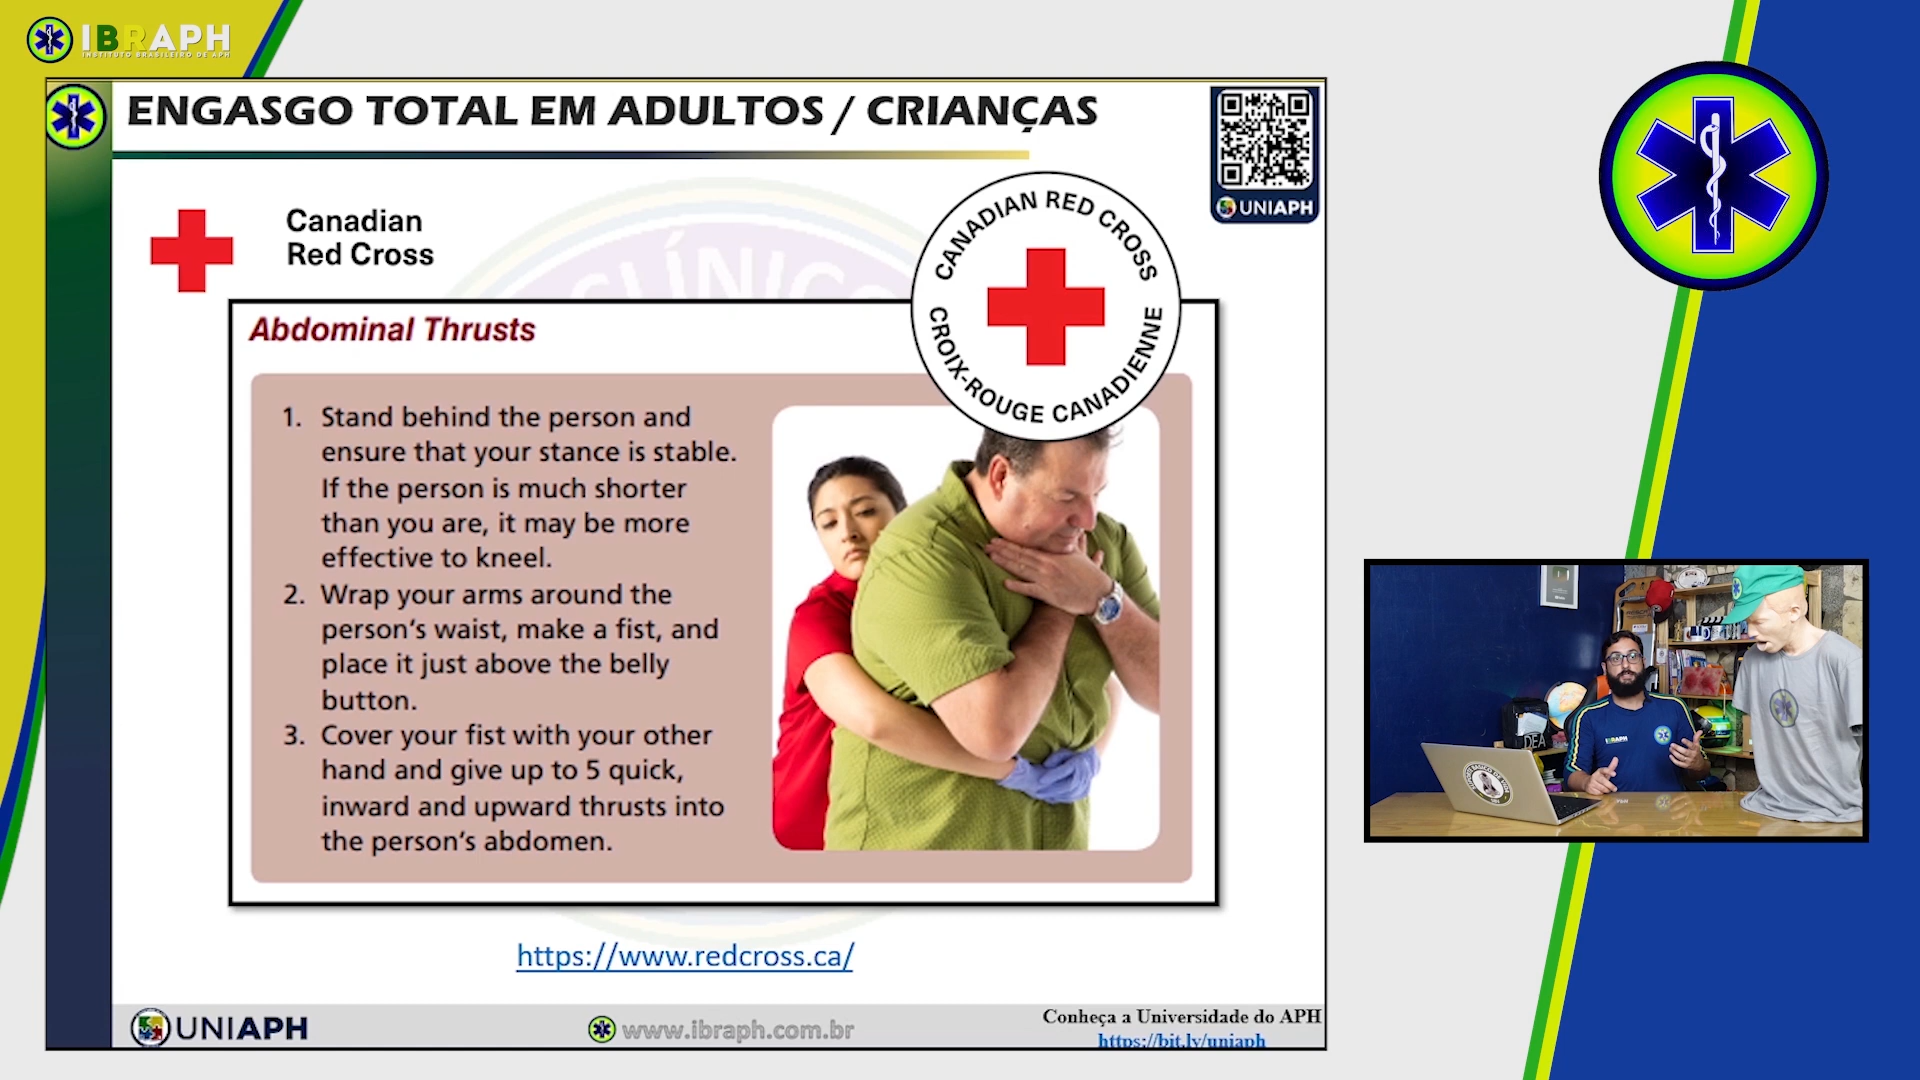 IBRAPH
INSTITUTO BRASILEIRO DE APH
ENGASGO TOTAL EM ADULTOS / CRIANÇAS
UNIAPH
Canadian
Red Cross
CANADIAN RED CROSS
CROIX-ROUGE CANADIENNE
CLÍNICO
Abdominal Thrusts
1. Stand behind the person and
ensure that your stance is stable.
If the person is much shorter
than you are, it may be more
effective to kneel.
2. Wrap your arms around the
person's waist, make a fist, and
place it just above the belly
button.
3. Cover your fist with your other
hand and give up to 5 quick,
inward and upward thrusts into
the person's abdomen.
https://www.redcross.ca/
DEA
IBRAPH
UNIAPH
www.ibraph.com.br
Conheça a Universidade do APH
https://bit.ly/uniaph